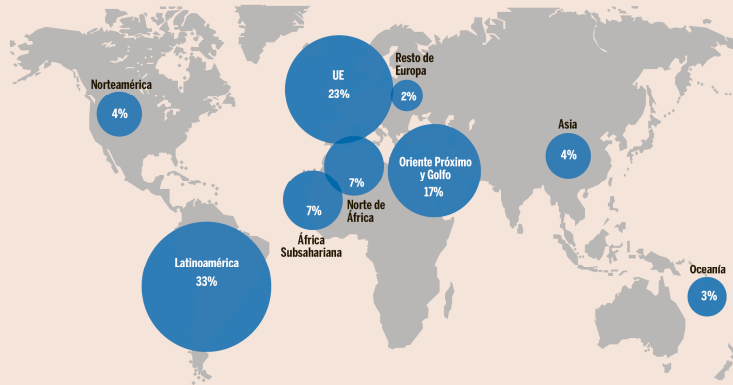 Norteamérica
4%
UE
23%
Resto de
Europa
2%
Asia
4%
Oriente Próximo
y Golfo
17%
7%
Norte de
África
7%
África
Subsahariana
Latinoamérica
33%
Oceanía
3%